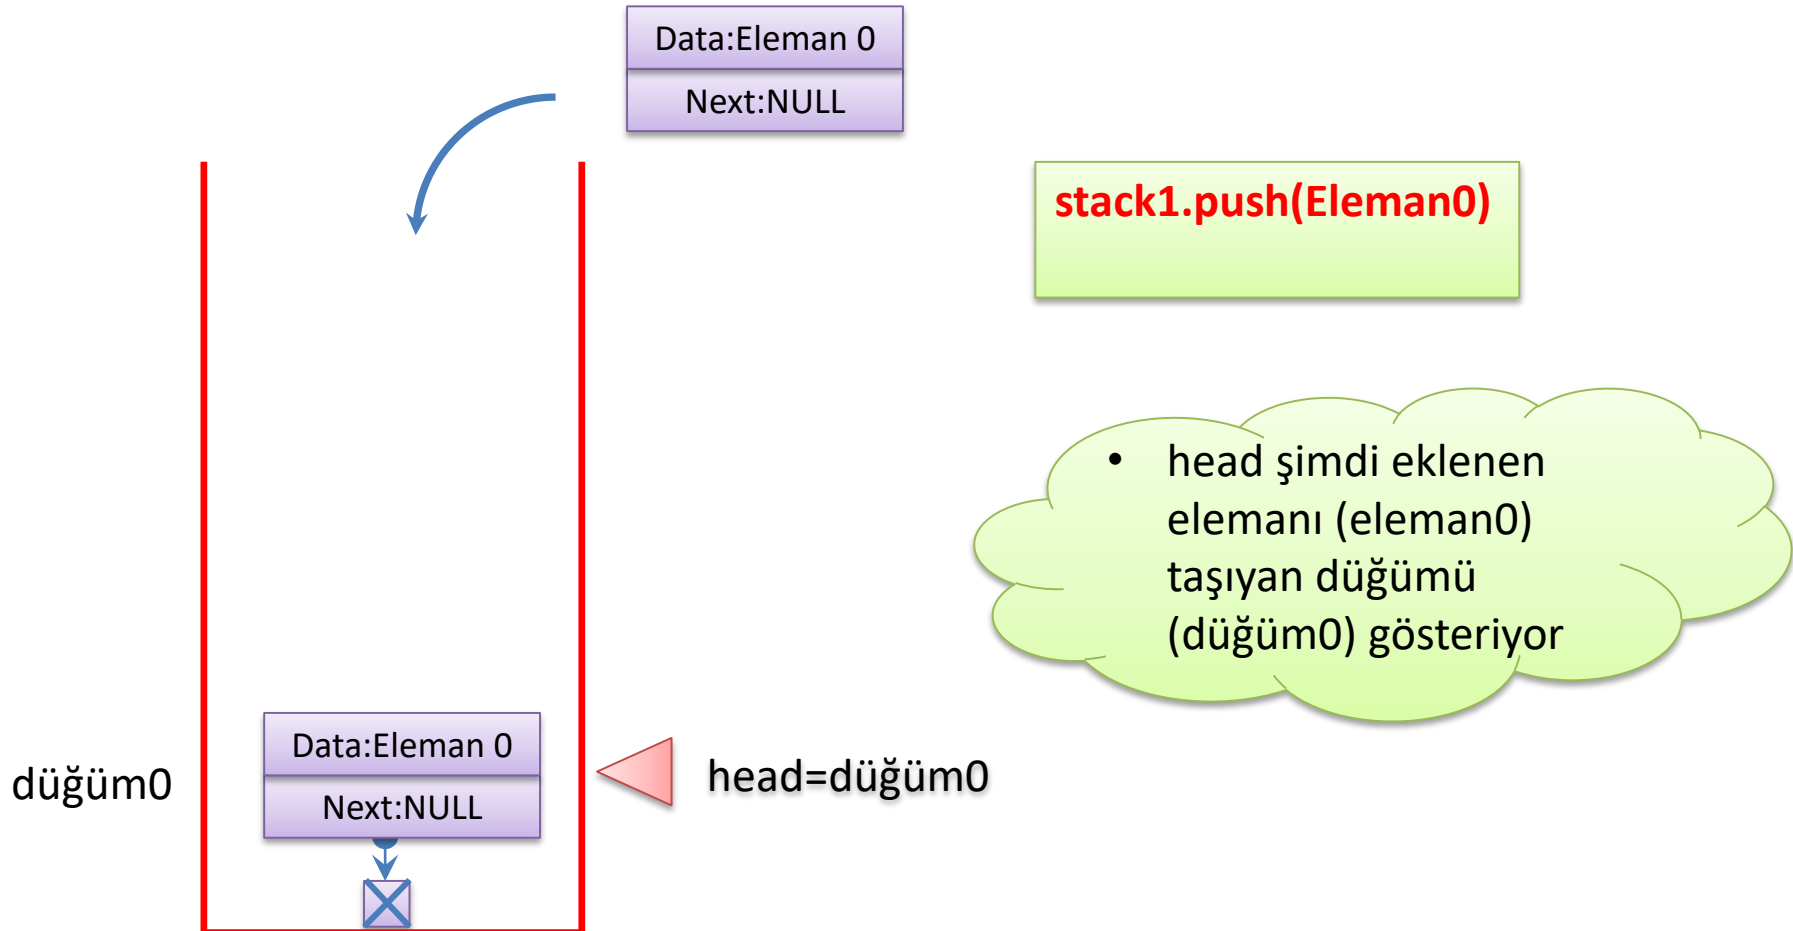 Data:Eleman 0
Next:NULL
stack1.push(Eleman0)
• head şimdi eklenen
elemanı (eleman0)
taşıyan düğümü
(düğüm0) gösteriyor
düğüm0
Data:Eleman 0
Next:NULL
head=düğüm0